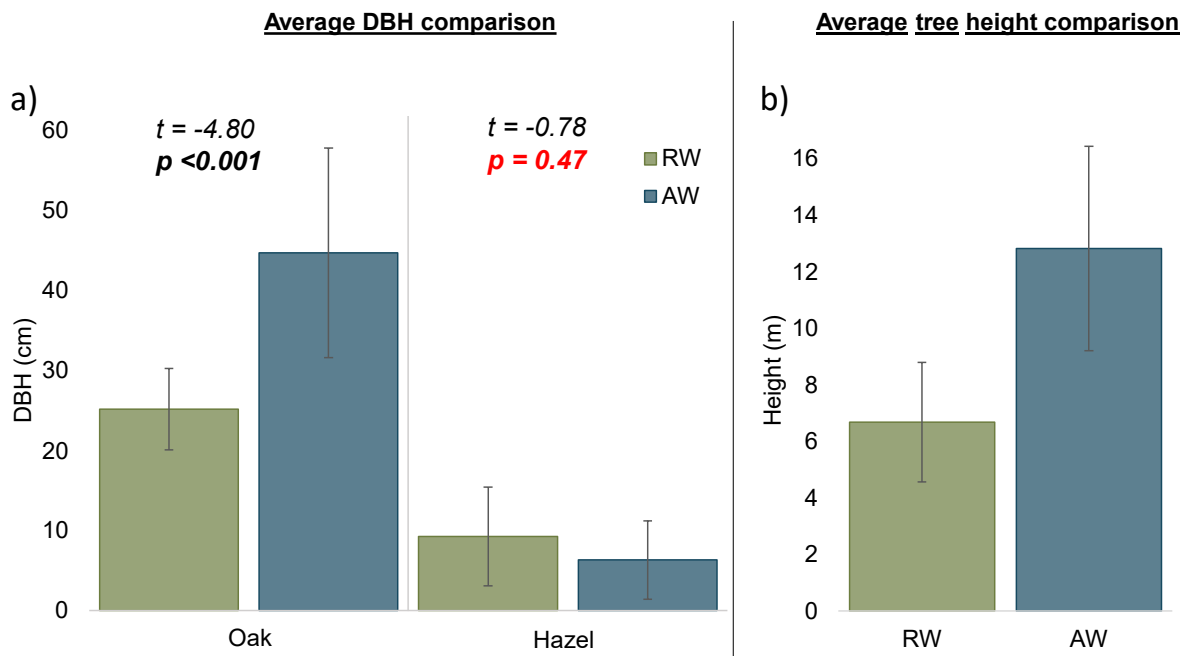 Average DBH comparison
Average tree height comparison
a)
t = -4.80
p <0.001
t = -0.78
p = 0.47
RW
AW
60
50
40
30
20
10
0
DBH (cm)
Oak
Hazel
b)
16
14
12
10
8
6
4
2
0
Height (m)
RW
AW